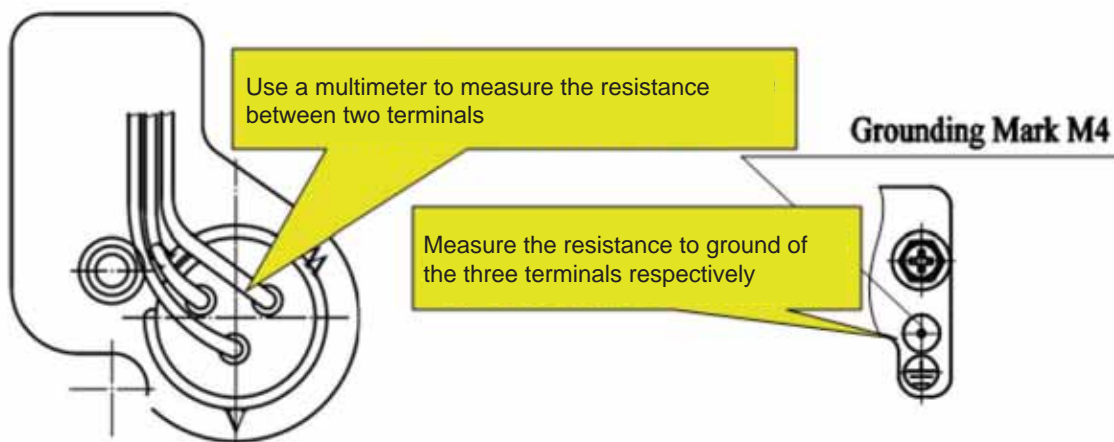 Use a multimeter to measure the resistance
between two terminals
Grounding Mark M4
Measure the resistance to ground of
the three terminals respectively